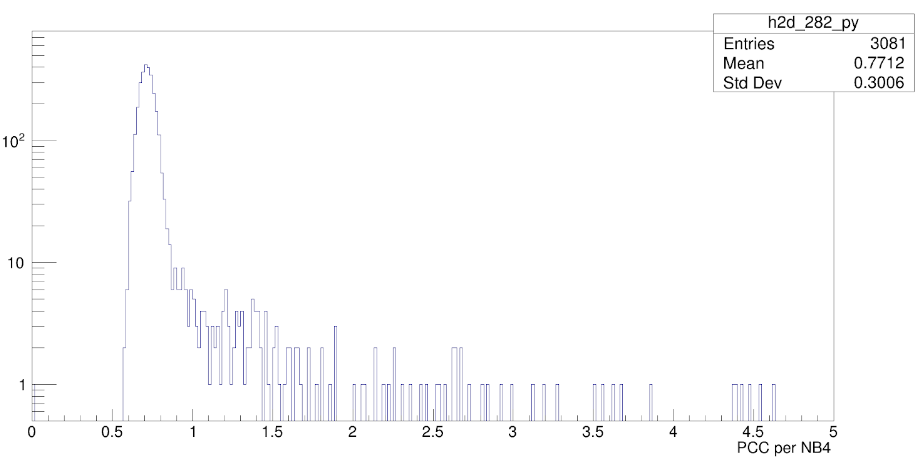 h2d_282_py
Entries 3081
Mean 0.7712
Std Dev 0.3006
10²
10
1
0 0.5 1 1.5 2 2.5 3 3.5 4 4.5 5
PCC per NB4